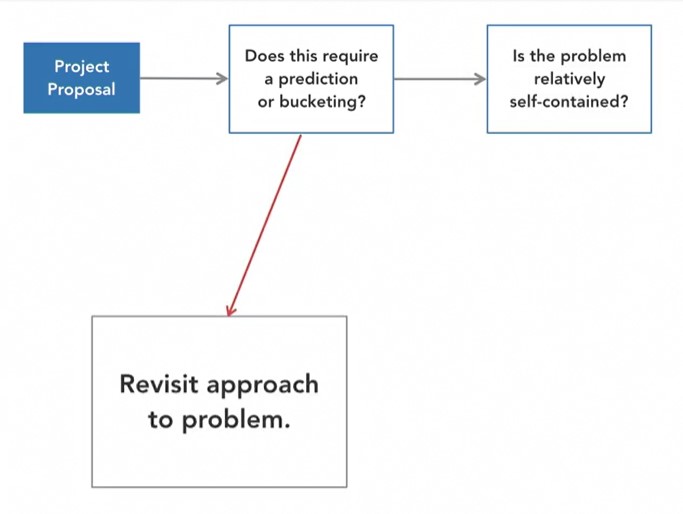 Project
Proposal
Does this require
a prediction
or bucketing?
Is the problem
relatively
self-contained?
Revisit approach
to problem.